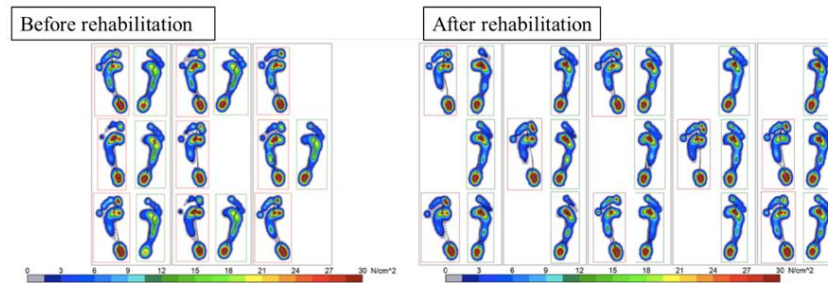 Before rehabilitation
After rehabilitation
0 3 6 9 12 15 18 21 24 27 30 N/cm^2
0 3 6 9 12 15 18 21 24 27 30 N/cm^2